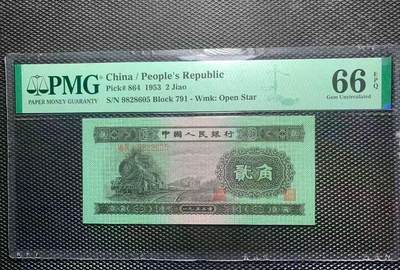 PMG
PAPER MONEY GUARANTY
China / People's Republic
Pick# 864 1953 2 Jiao
S/N 9828605 Block 791 - Wmk: Open Star
66 EPQ
Gem Uncirculated
中國人民銀行
9828605
貳角